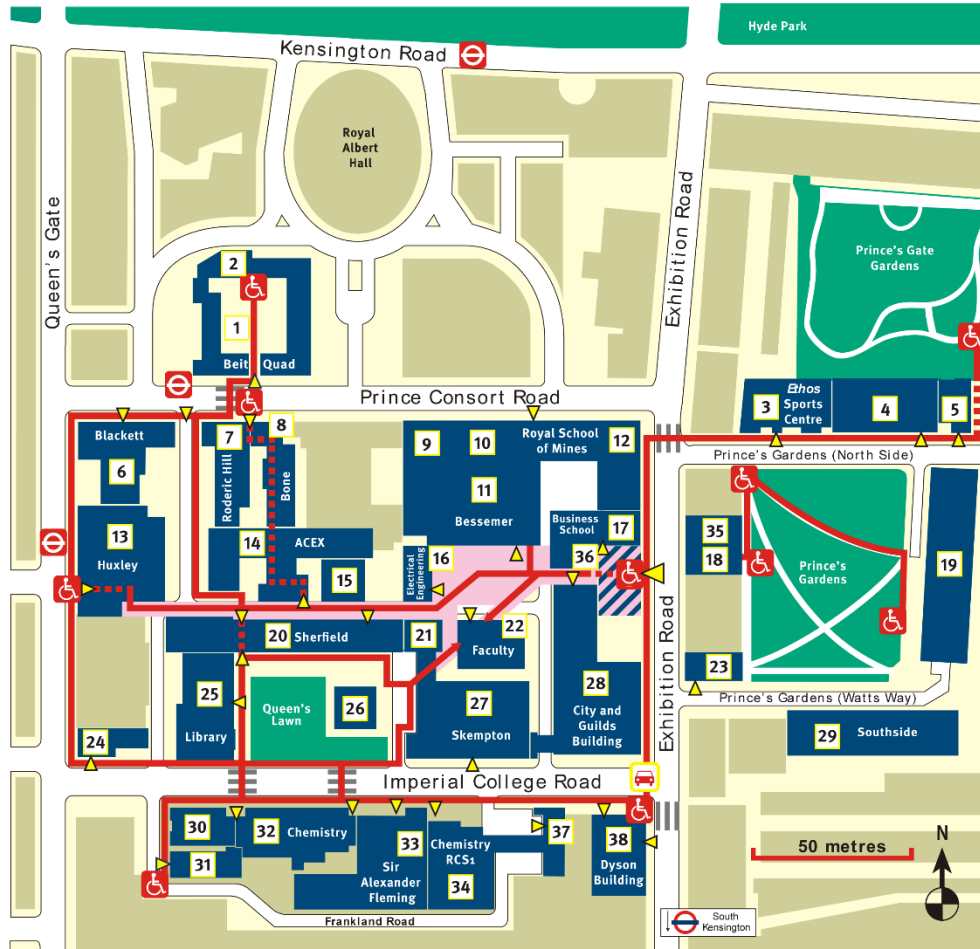 Hyde Park
Kensington Road
Royal
Albert
Hall
Queen's Gate
Exhibition Road
Prince's Gate
Gardens
2
1
Beit Quad
Prince Consort Road
Ethos
Sports
Centre
3
4
5
Prince's Gardens (North Side)
Blackett
6
7
8
Roderic Hill
Bone
9
10
Royal School
of Mines
12
11
Bessemer
Business
School
17
13
Huxley
14
ACEX
15
16
Electrical
Engineering
36
35
18
Prince's
Gardens
19
20
Sherfield
21
22
Faculty
23
Prince's Gardens (Watts Way)
25
Library
Queen's
Lawn
26
27
Skempton
28
City and
Guilds
Building
Exhibition Road
29
Southside
24
Imperial College Road
30
31
32
Chemistry
33
Sir
Alexander
Fleming
Chemistry
RCS1
34
37
38
Dyson
Building
50 metres
N
Frankland Road
South
Kensington